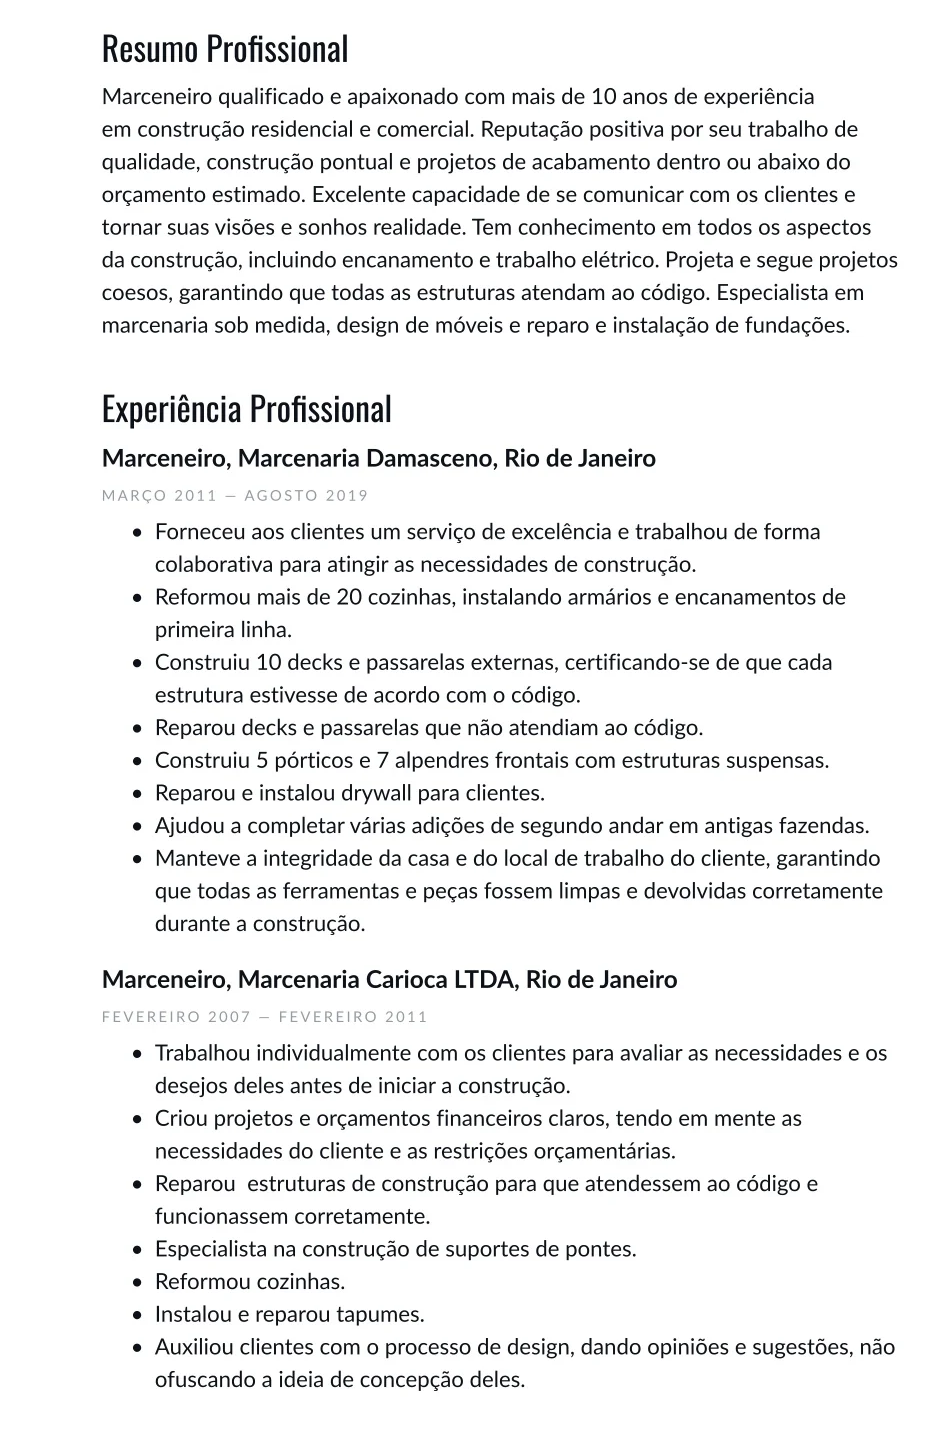 Resumo Profissional
Marceneiro qualificado e apaixonado com mais de 10 anos de experiência
em construção residencial e comercial. Reputação positiva por seu trabalho de
qualidade, construção pontual e projetos de acabamento dentro ou abaixo do
orçamento estimado. Excelente capacidade de se comunicar com os clientes e
tornar suas visões e sonhos realidade. Tem conhecimento em todos os aspectos
da construção, incluindo encanamento e trabalho elétrico. Projeta e segue projetos
coesos, garantindo que todas as estruturas atendam ao código. Especialista em
marcenaria sob medida, design de móveis e reparo e instalação de fundações.
Experiência Profissional
Marceneiro, Marcenaria Damasceno, Rio de Janeiro
MARÇO 2011 — AGOSTO 2019
• Forneceu aos clientes um serviço de excelência e trabalhou de forma
colaborativa para atingir as necessidades de construção.
• Reformou mais de 20 cozinhas, instalando armários e encanamentos de
primeira linha.
• Construiu 10 decks e passarelas externas, certificando-se de que cada
estrutura estivesse de acordo com o código.
• Reparou decks e passarelas que não atendiam ao código.
• Construiu 5 pórticos e 7 alpendres frontais com estruturas suspensas.
• Reparou e instalou drywall para clientes.
• Ajudou a completar várias adições de segundo andar em antigas fazendas.
• Manteve a integridade da casa e do local de trabalho do cliente, garantindo
que todas as ferramentas e peças fossem limpas e devolvidas corretamente
durante a construção.
Marceneiro, Marcenaria Carioca LTDA, Rio de Janeiro
FEVEREIRO 2007 — FEVEREIRO 2011
• Trabalhou individualmente com os clientes para avaliar as necessidades e os
desejos deles antes de iniciar a construção.
• Criou projetos e orçamentos financeiros claros, tendo em mente as
necessidades do cliente e as restrições orçamentárias.
• Reparou  estruturas de construção para que atendessem ao código e
funcionassem corretamente.
• Especialista na construção de suportes de pontes.
• Reformou cozinhas.
• Instalou e reparou tapumes.
• Auxiliou clientes com o processo de design, dando opiniões e sugestões, não
ofuscando a ideia de concepção deles.